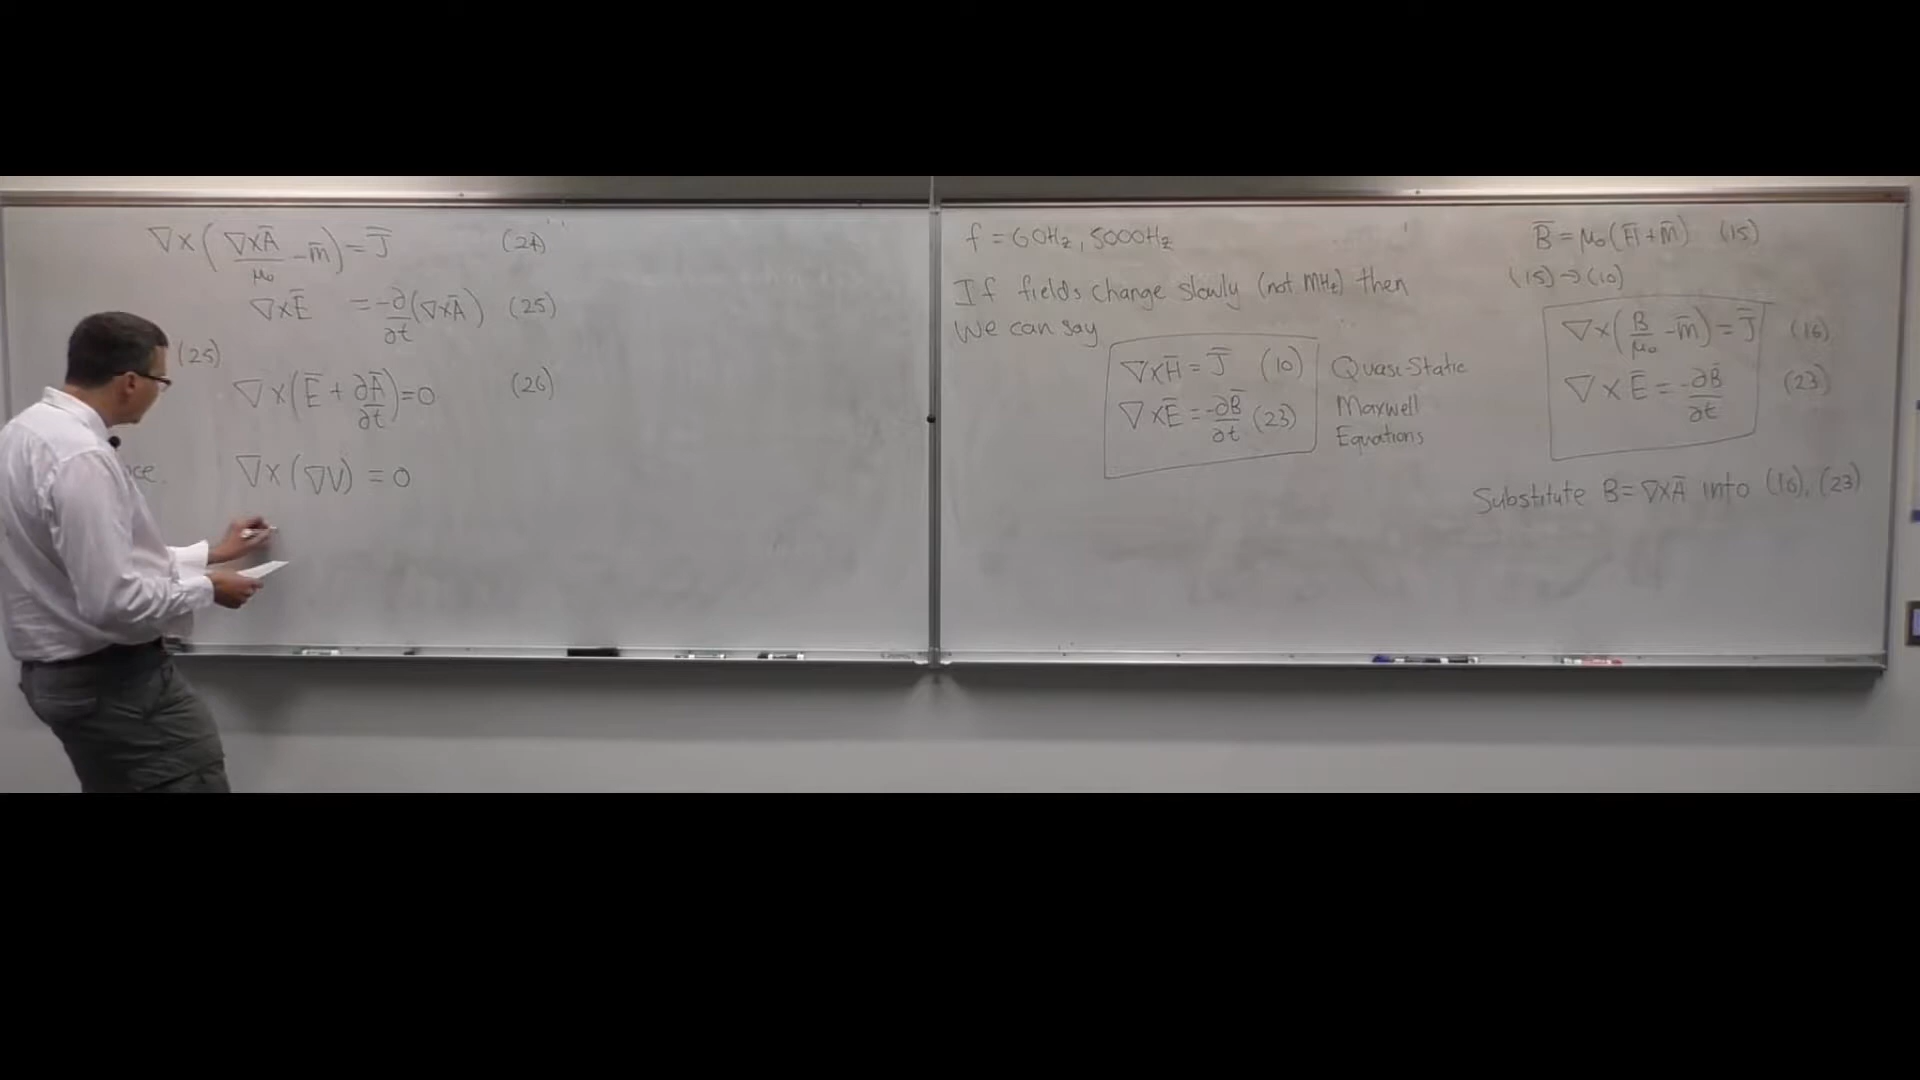 ∇×(∇×A̅/μ₀ − m̅) = J̅ (24)
∇×E̅ = −∂/∂t(∇×A̅) (25)
(25)
∇×(E̅ + ∂A̅/∂t) = 0 (26)
∇×(∇V) = 0
f = 60Hz, 5000Hz
If fields change slowly (not MHz) then
We can say
∇×H̅ = J̅ (10)
∇×E̅ = −∂B̅/∂t (23)
Quasi-Static
Maxwell
Equations
B̅ = μ₀(H̅ + m̅) (15)
(15) → (10)
∇×(B̅/μ₀ − m̅) = J̅ (16)
∇×E̅ = −∂B̅/∂t (23)
Substitute B = ∇×A̅ into (16), (23)